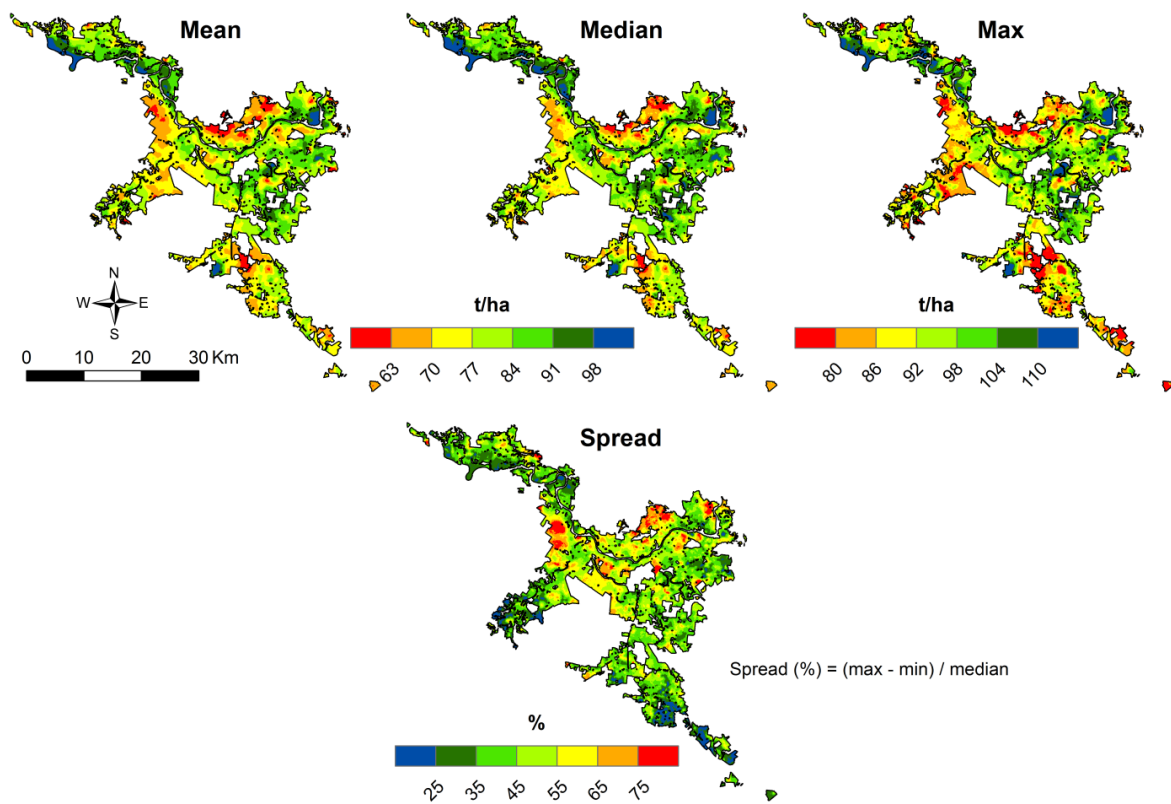 Mean
Median
Max
N
W E
S
0 10 20 30 Km
t/ha
63 70 77 84 91 98
t/ha
80 86 92 98 104 110
Spread
Spread (%) = (max - min) / median
%
25 35 45 55 65 75